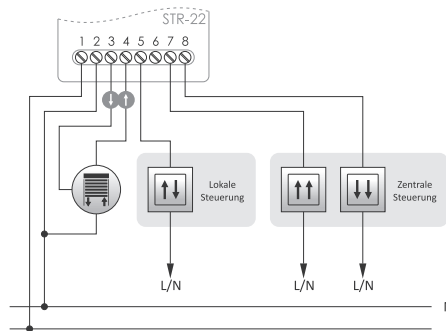 STR-22
1 2 3 4 5 6 7 8
Lokale
Steuerung
Zentrale
Steuerung
L/N
L/N
L/N